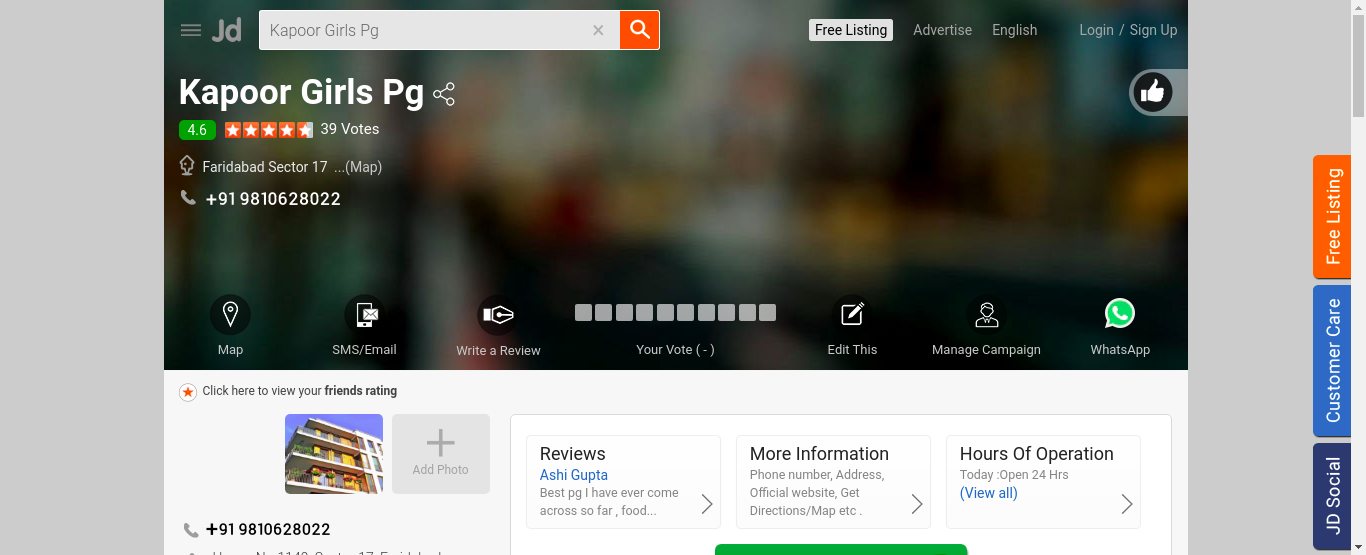 Jd
Kapoor Girls Pg
Free Listing
Advertise
English
Login / Sign Up
Kapoor Girls Pg
4.6
39 Votes
Faridabad Sector 17 ...(Map)
+91 9810628022
Map
SMS/Email
Write a Review
Your Vote ( - )
Edit This
Manage Campaign
WhatsApp
Free Listing
Customer Care
JD Social
Click here to view your friends rating
Add Photo
Reviews
Ashi Gupta
Best pg I have ever come
across so far , food...
More Information
Phone number, Address,
Official website, Get
Directions/Map etc .
Hours Of Operation
Today :Open 24 Hrs
(View all)
+91 9810628022